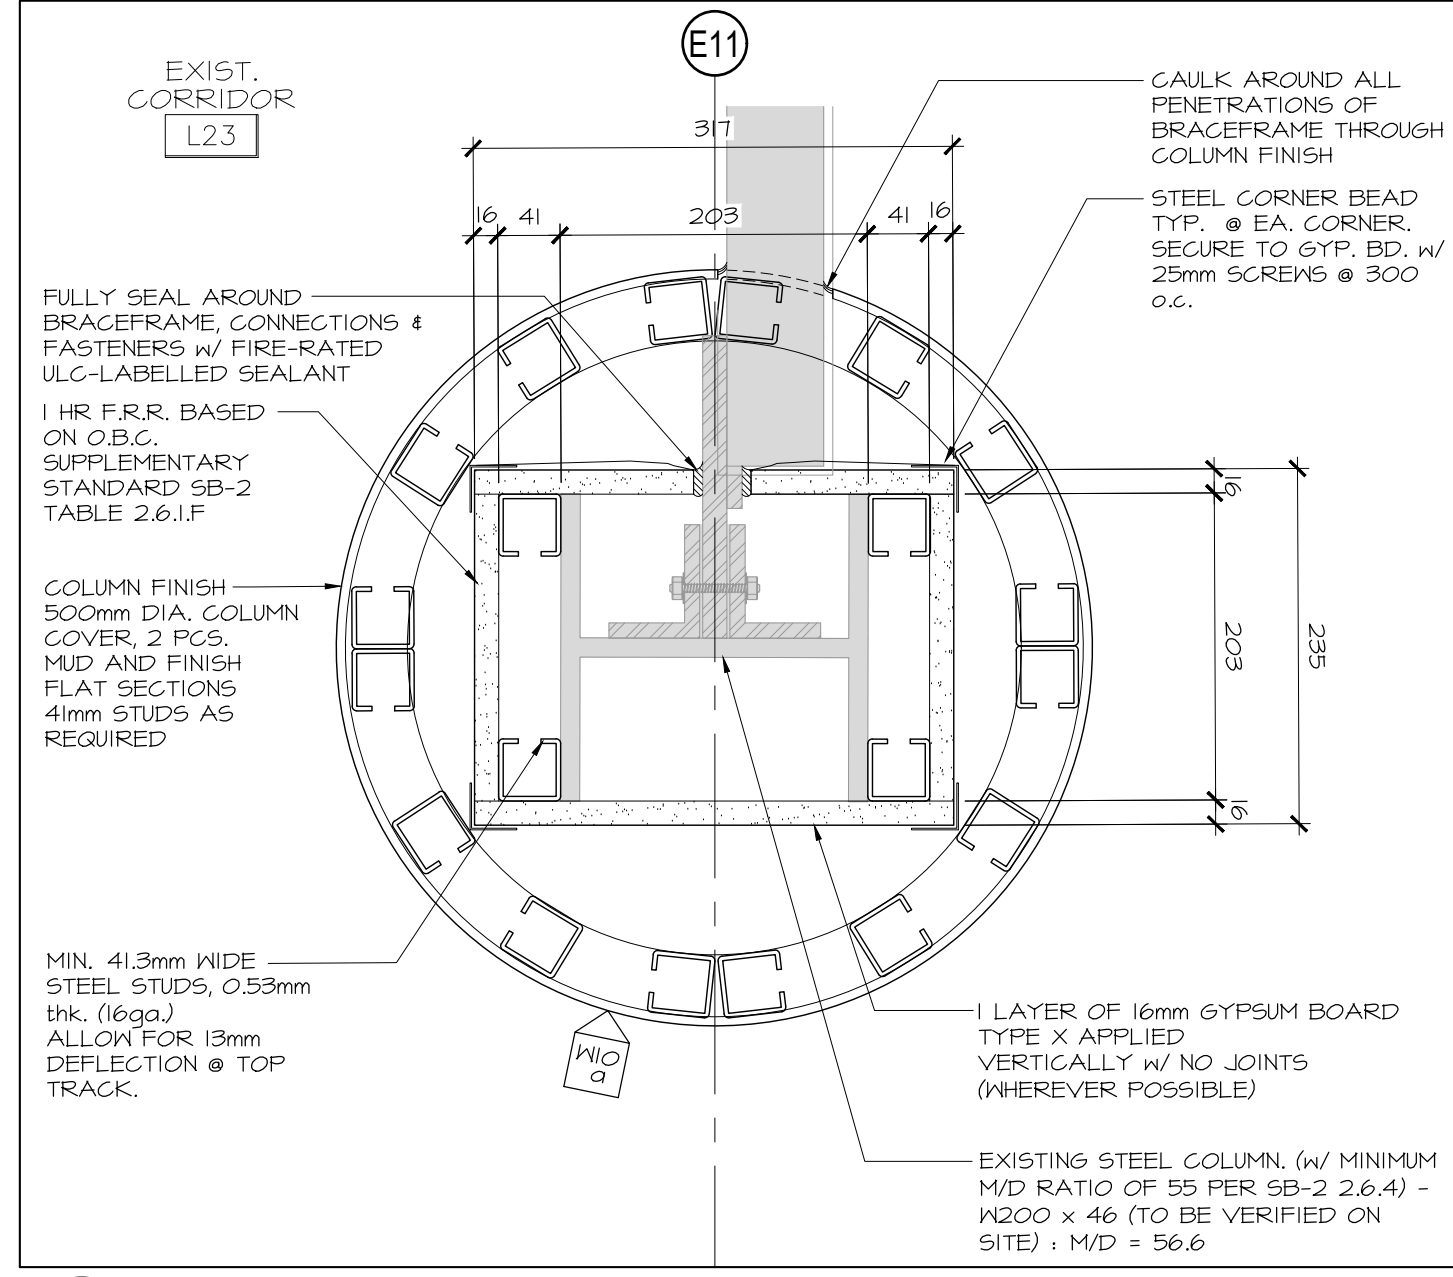 E11
EXIST.
CORRIDOR
L23
317
16
41
203
41
16
CAULK AROUND ALL
PENETRATIONS OF
BRACEFRAME THROUGH
COLUMN FINISH
STEEL CORNER BEAD
TYP. @ EA. CORNER.
SECURE TO GYP. BD. W/
25mm SCREWS @ 300
O.C.
FULLY SEAL AROUND
BRACEFRAME, CONNECTIONS &
FASTENERS W/ FIRE-RATED
ULC-LABELLED SEALANT
1 HR F.R.R. BASED
ON O.B.C.
SUPPLEMENTARY
STANDARD SB-2
TABLE 2.6.1.F
COLUMN FINISH
500mm DIA. COLUMN
COVER, 2 PCS.
MUD AND FINISH
FLAT SECTIONS
41mm STUDS AS
REQUIRED
16
203
235
16
MIN. 41.3mm WIDE
STEEL STUDS, 0.53mm
thk. (16ga.)
ALLOW FOR 13mm
DEFLECTION @ TOP
TRACK.
W10
a
1 LAYER OF 16mm GYPSUM BOARD
TYPE X APPLIED
VERTICALLY W/ NO JOINTS
(WHEREVER POSSIBLE)
EXISTING STEEL COLUMN. (W/ MINIMUM
M/D RATIO OF 55 PER SB-2 2.6.4) -
W200 x 46 (TO BE VERIFIED ON
SITE) : M/D = 56.6